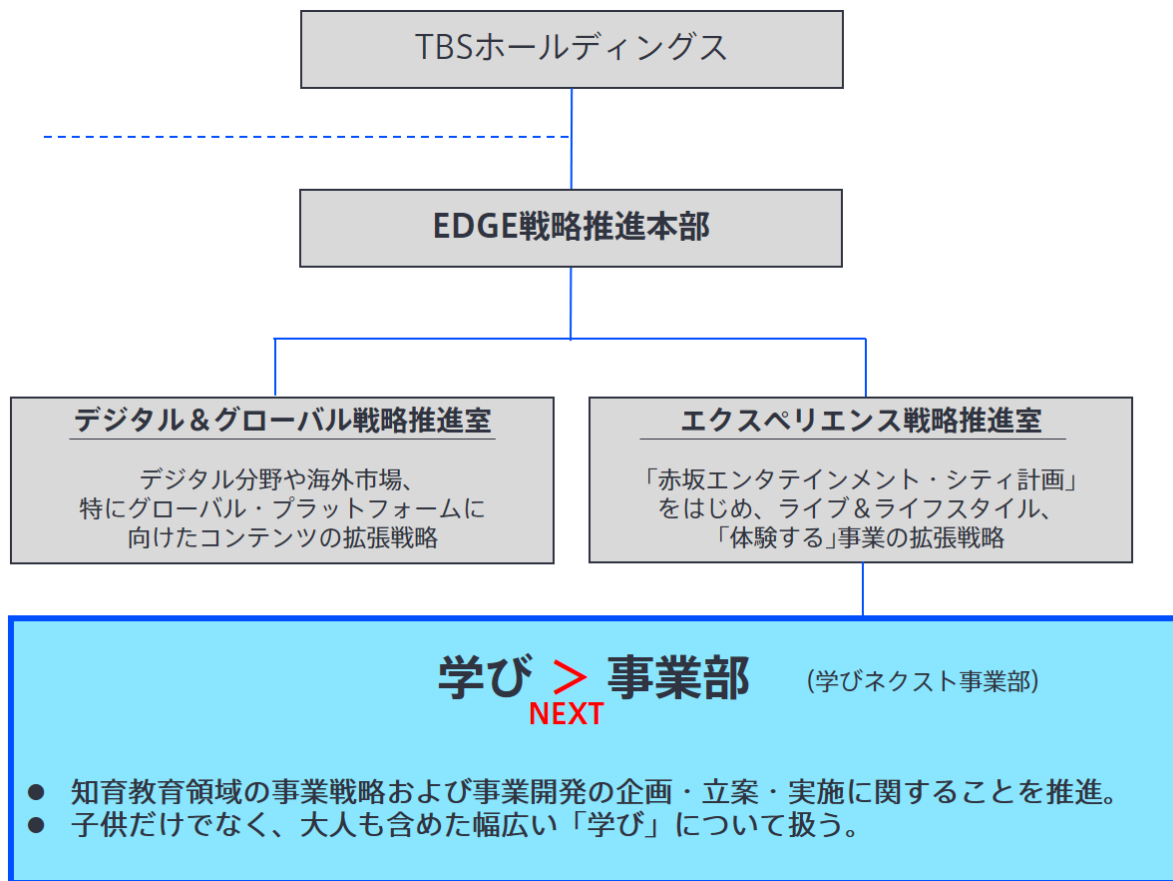 TBSホールディングス
EDGE戦略推進本部
デジタル＆グローバル戦略推進室
デジタル分野や海外市場、
特にグローバル・プラットフォームに
向けたコンテンツの拡張戦略
エクスペリエンス戦略推進室
「赤坂エンタテインメント・シティ計画」
をはじめ、ライブ＆ライフスタイル、
「体験する」事業の拡張戦略
学び ＞ 事業部 (学びネクスト事業部)
NEXT
● 知育教育領域の事業戦略および事業開発の企画・立案・実施に関することを推進。
● 子供だけでなく、大人も含めた幅広い「学び」について扱う。